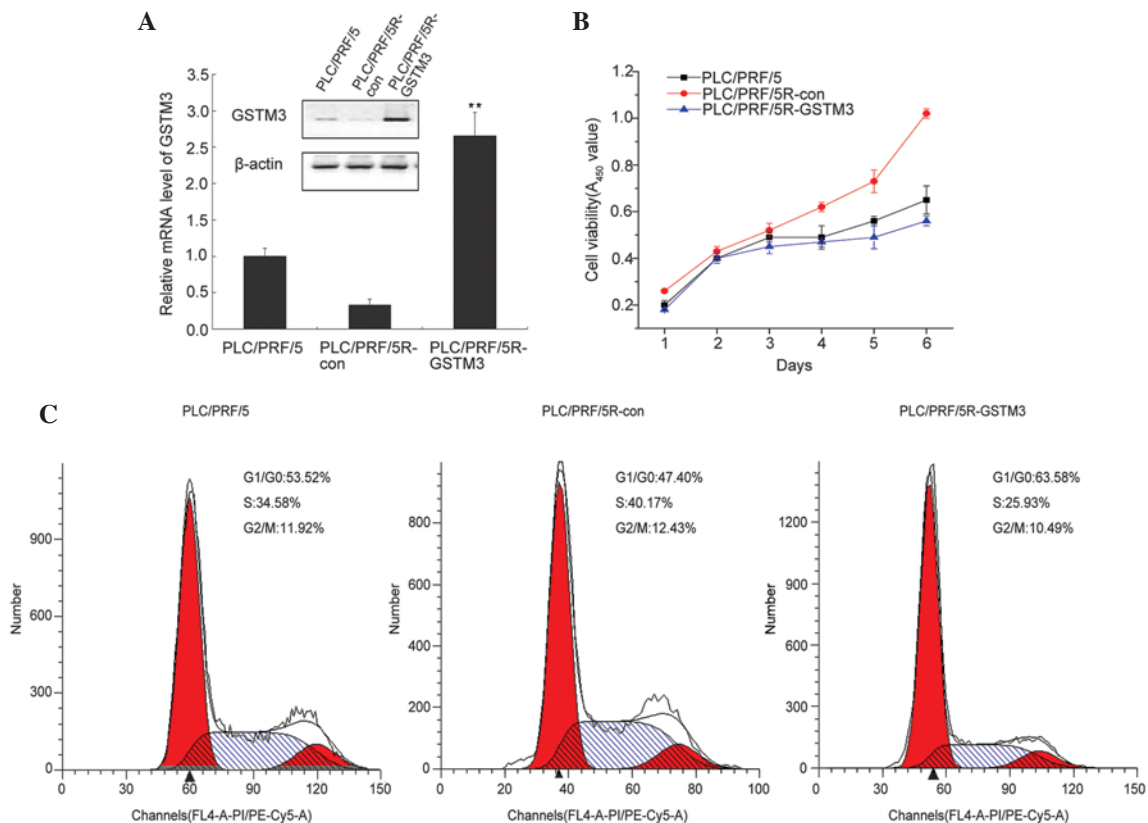 A
PLC/PRF/5
PLC/PRF/5R-
con
PLC/PRF/5R-
GSTM3
GSTM3
β-actin
**
Relative mRNA level of GSTM3
3.5
3.0
2.5
2.0
1.5
1.0
0.5
0.0
PLC/PRF/5
PLC/PRF/5R-
con
PLC/PRF/5R-
GSTM3
B
PLC/PRF/5
PLC/PRF/5R-con
PLC/PRF/5R-GSTM3
Cell viability(A450 value)
1.2
1.0
0.8
0.6
0.4
0.2
1 2 3 4 5 6
Days
C
PLC/PRF/5
G1/G0:53.52%
S:34.58%
G2/M:11.92%
Number
900
600
300
0
0 30 60 90 120 150
Channels(FL4-A-PI/PE-Cy5-A)
PLC/PRF/5R-con
G1/G0:47.40%
S:40.17%
G2/M:12.43%
Number
800
600
400
200
0
0 20 40 60 80 100
Channels(FL4-A-PI/PE-Cy5-A)
PLC/PRF/5R-GSTM3
G1/G0:63.58%
S:25.93%
G2/M:10.49%
Number
1200
900
600
300
0
0 30 60 90 120 150
Channels(FL4-A-PI/PE-Cy5-A)